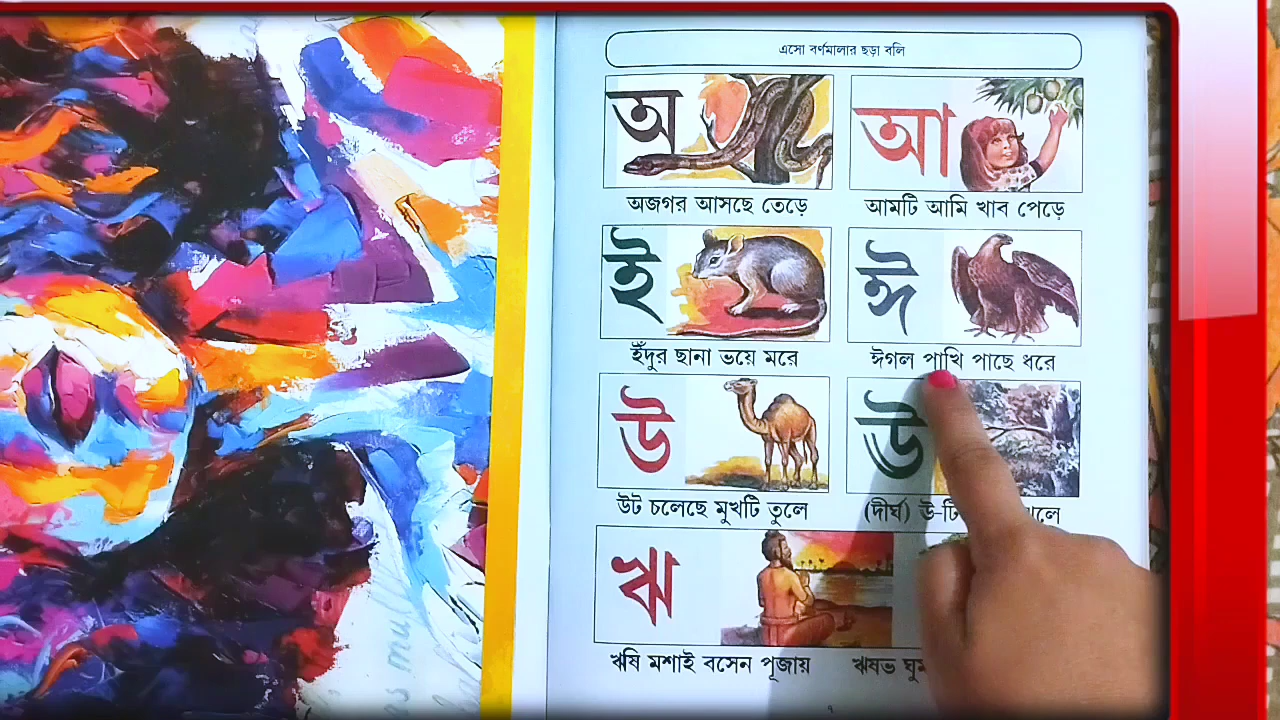 এসো বর্ণমালার ছড়া বলি
অ
আ
অজগর আসছে তেড়ে
আমটি আমি খাব পেড়ে
ই
ঈ
ইঁদুর ছানা ভয়ে মরে
ঈগল পাখি পাছে ধরে
উ
ঊ
উট চলেছে মুখটি তুলে
(দীর্ঘ) ঊ-টি
ঋ
ঋষি মশাই বসেন পূজায়
ঋষভ
৭